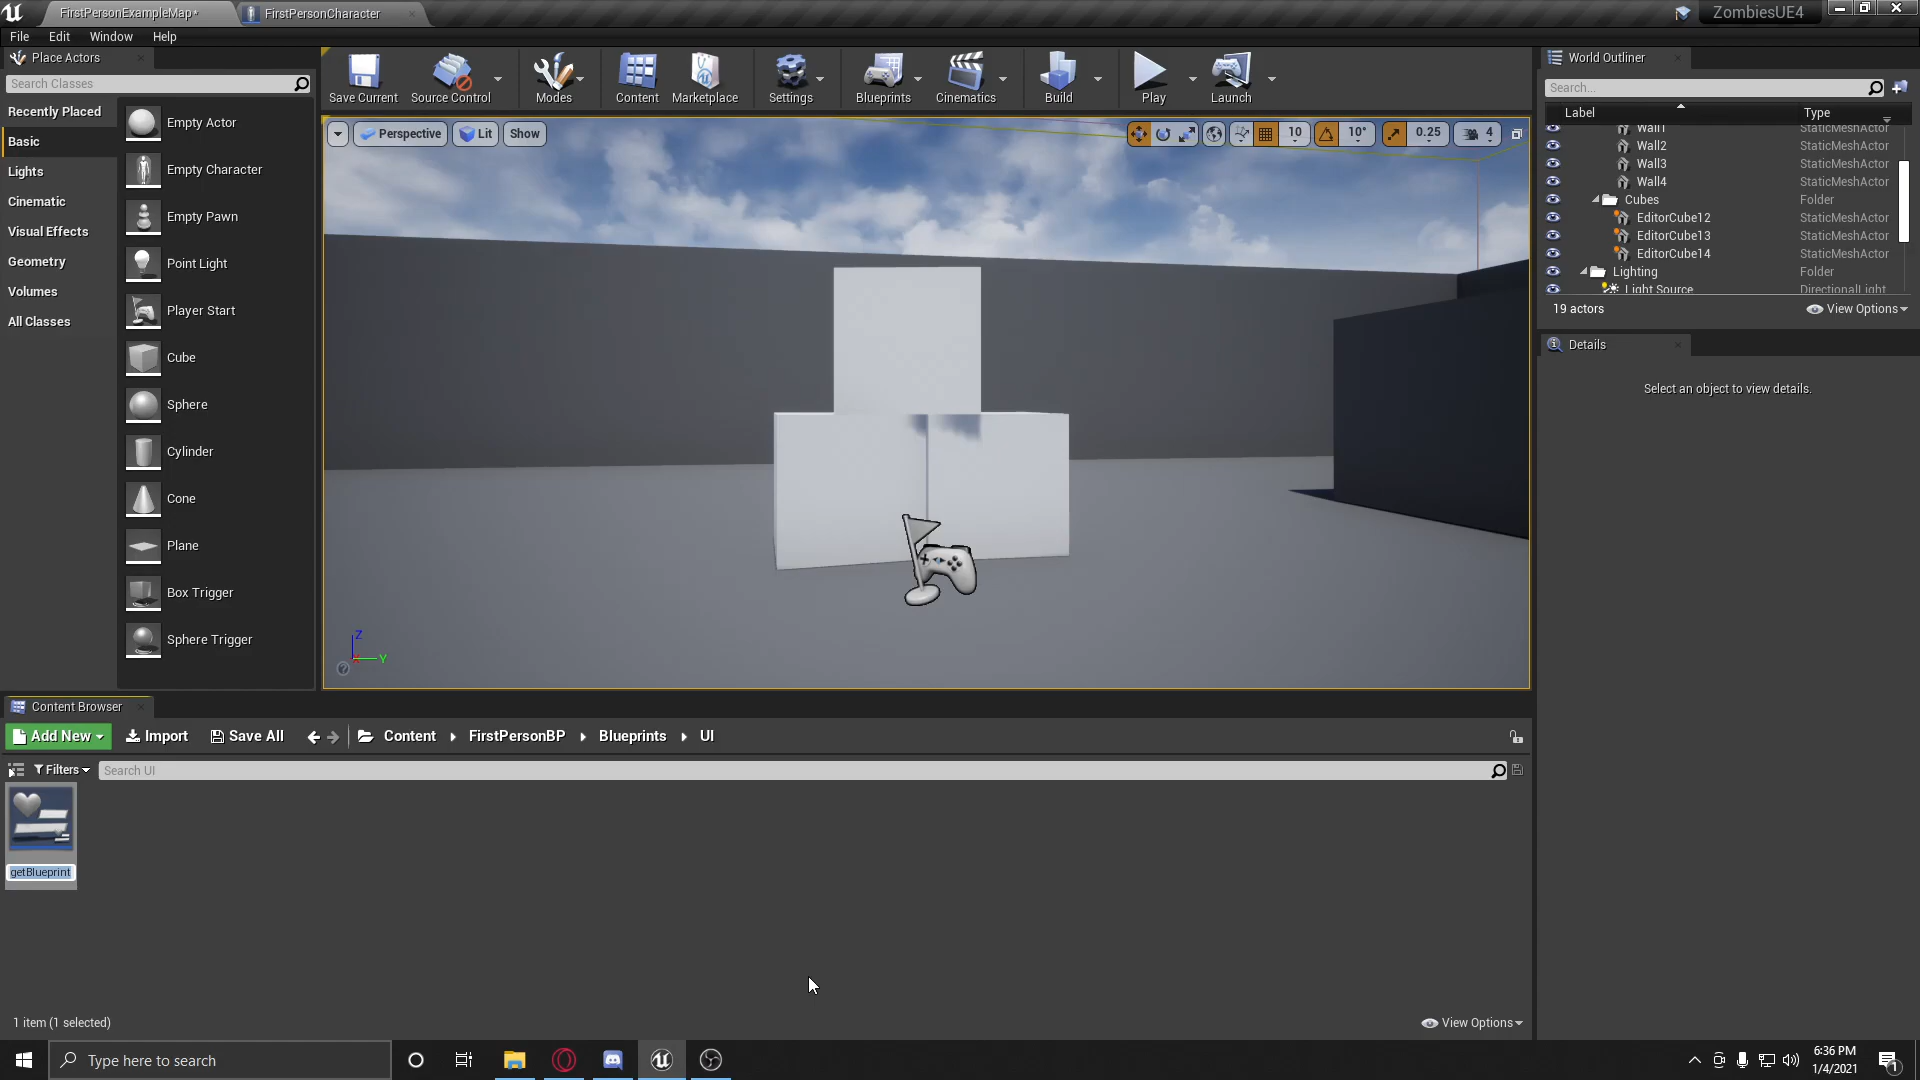 FirstPersonExampleMap*
FirstPersonCharacter
ZombiesUE4
File Edit Window Help
Place Actors
Search Classes
Recently Placed
Basic
Lights
Cinematic
Visual Effects
Geometry
Volumes
All Classes
Empty Actor
Empty Character
Empty Pawn
Point Light
Player Start
Cube
Sphere
Cylinder
Cone
Plane
Box Trigger
Sphere Trigger
Save Current
Source Control
Modes
Content
Marketplace
Settings
Blueprints
Cinematics
Build
Play
Launch
Perspective
Lit
Show
10
10°
0.25
4
Z
X
Y
World Outliner
Search...
Label Type
Wall1 StaticMeshActor
Wall2 StaticMeshActor
Wall3 StaticMeshActor
Wall4 StaticMeshActor
Cubes Folder
EditorCube12 StaticMeshActor
EditorCube13 StaticMeshActor
EditorCube14 StaticMeshActor
Lighting Folder
Light Source DirectionalLight
19 actors
View Options
Details
Select an object to view details.
Content Browser
Add New
Import
Save All
Content
FirstPersonBP
Blueprints
UI
Filters
Search UI
getBlueprint
1 item (1 selected)
View Options
Type here to search
6:36 PM
1/4/2021
1